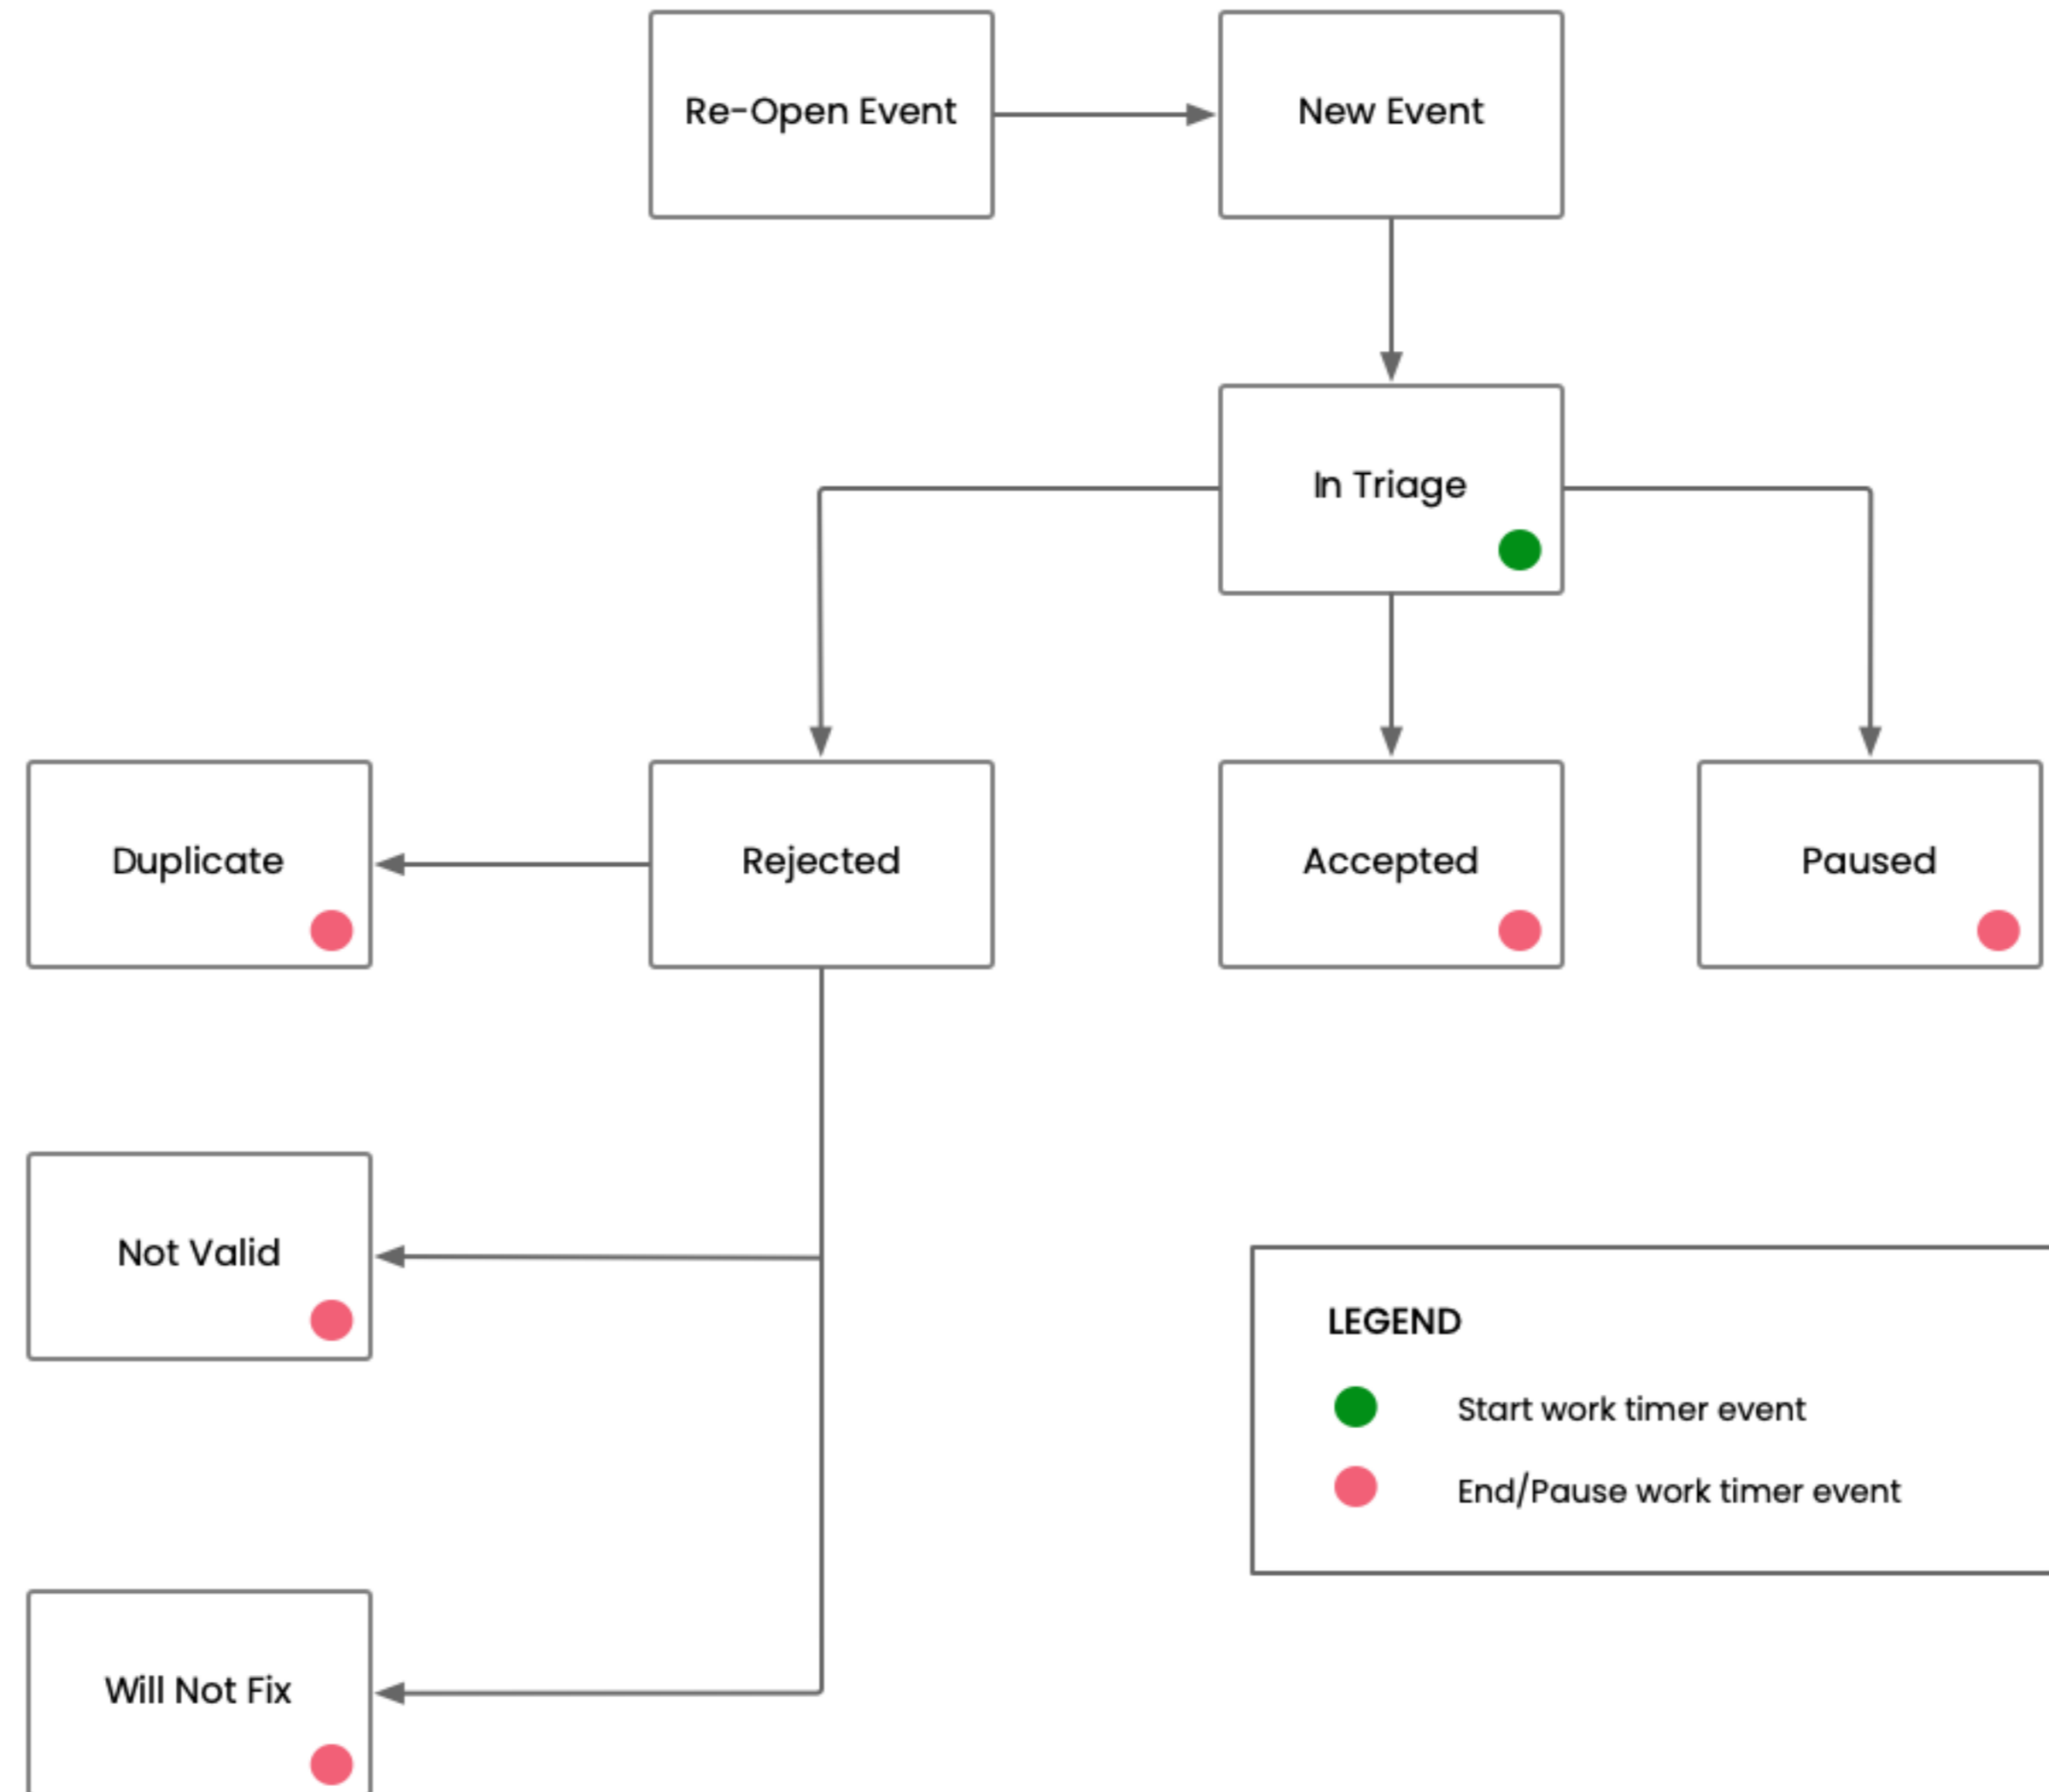 Re-Open Event
New Event
In Triage
Duplicate
Rejected
Accepted
Paused
Not Valid
LEGEND
Start work timer event
End/Pause work timer event
Will Not Fix